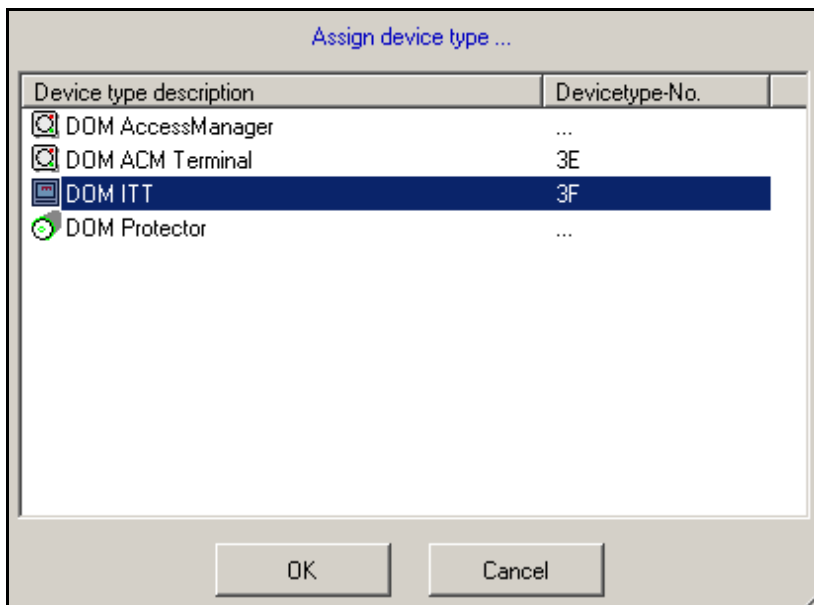 Assign device type ...
Device type description Devicetype-No.
DOM AccessManager ...
DOM ACM Terminal 3E
DOM ITT 3F
DOM Protector ...
OK Cancel